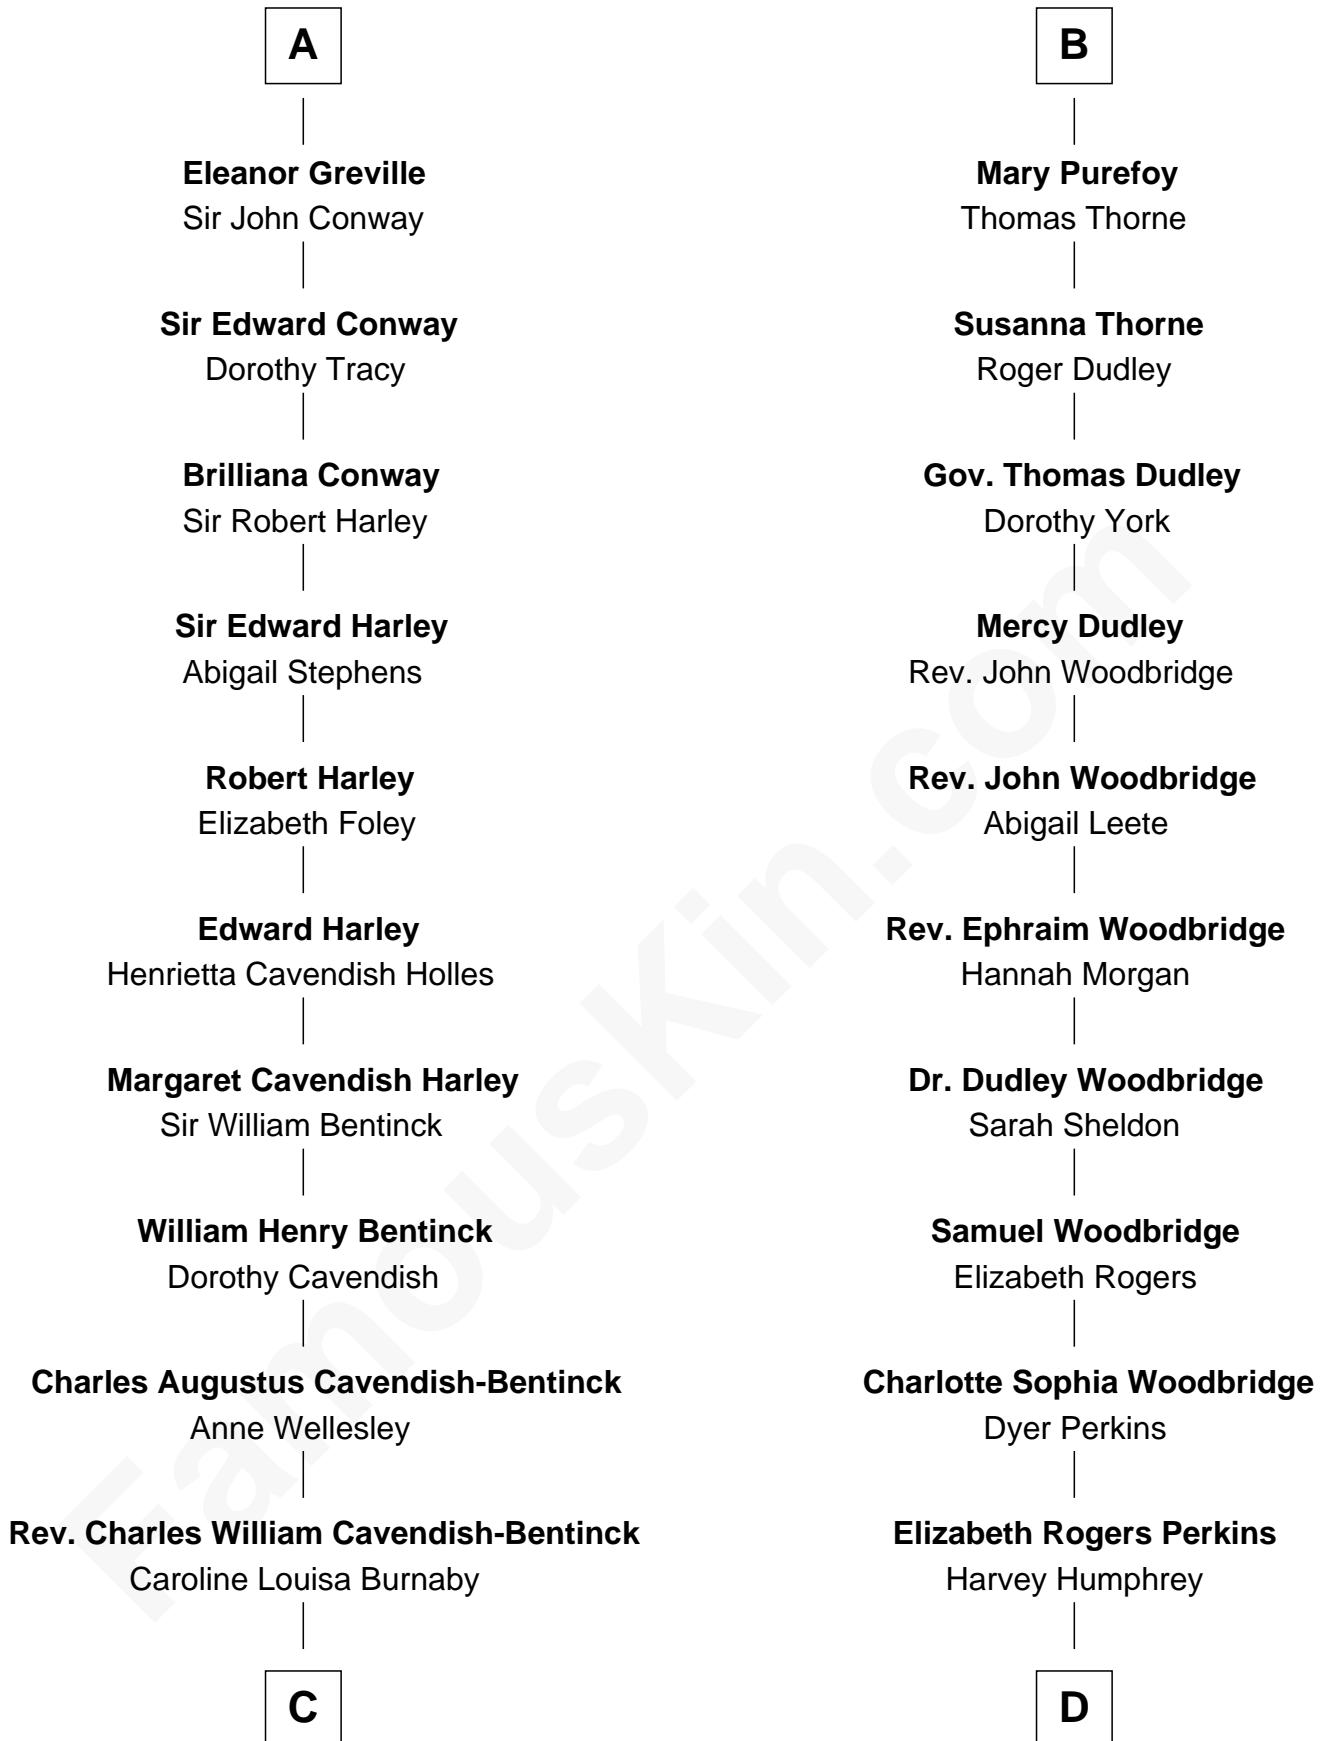 A
Eleanor Greville
Sir John Conway
Sir Edward Conway
Dorothy Tracy
Brilliana Conway
Sir Robert Harley
Sir Edward Harley
Abigail Stephens
Robert Harley
Elizabeth Foley
Edward Harley
Henrietta Cavendish Holles
Margaret Cavendish Harley
Sir William Bentinck
William Henry Bentinck
Dorothy Cavendish
Charles Augustus Cavendish-Bentinck
Anne Wellesley
Rev. Charles William Cavendish-Bentinck
Caroline Louisa Burnaby
C
B
Mary Purefoy
Thomas Thorne
Susanna Thorne
Roger Dudley
Gov. Thomas Dudley
Dorothy York
Mercy Dudley
Rev. John Woodbridge
Rev. John Woodbridge
Abigail Leete
Rev. Ephraim Woodbridge
Hannah Morgan
Dr. Dudley Woodbridge
Sarah Sheldon
Samuel Woodbridge
Elizabeth Rogers
Charlotte Sophia Woodbridge
Dyer Perkins
Elizabeth Rogers Perkins
Harvey Humphrey
D
FamousKin.com